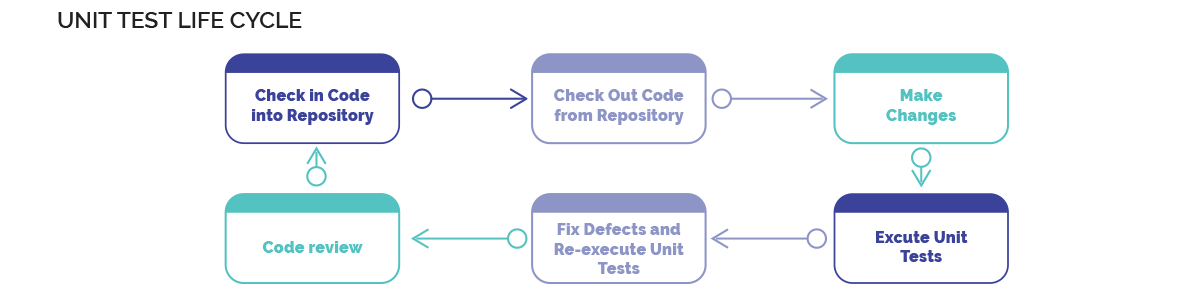 UNIT TEST LIFE CYCLE
Check in Code
into Repository
Check Out Code
from Repository
Make
Changes
Code review
Fix Defects and
Re-execute Unit
Tests
Excute Unit
Tests